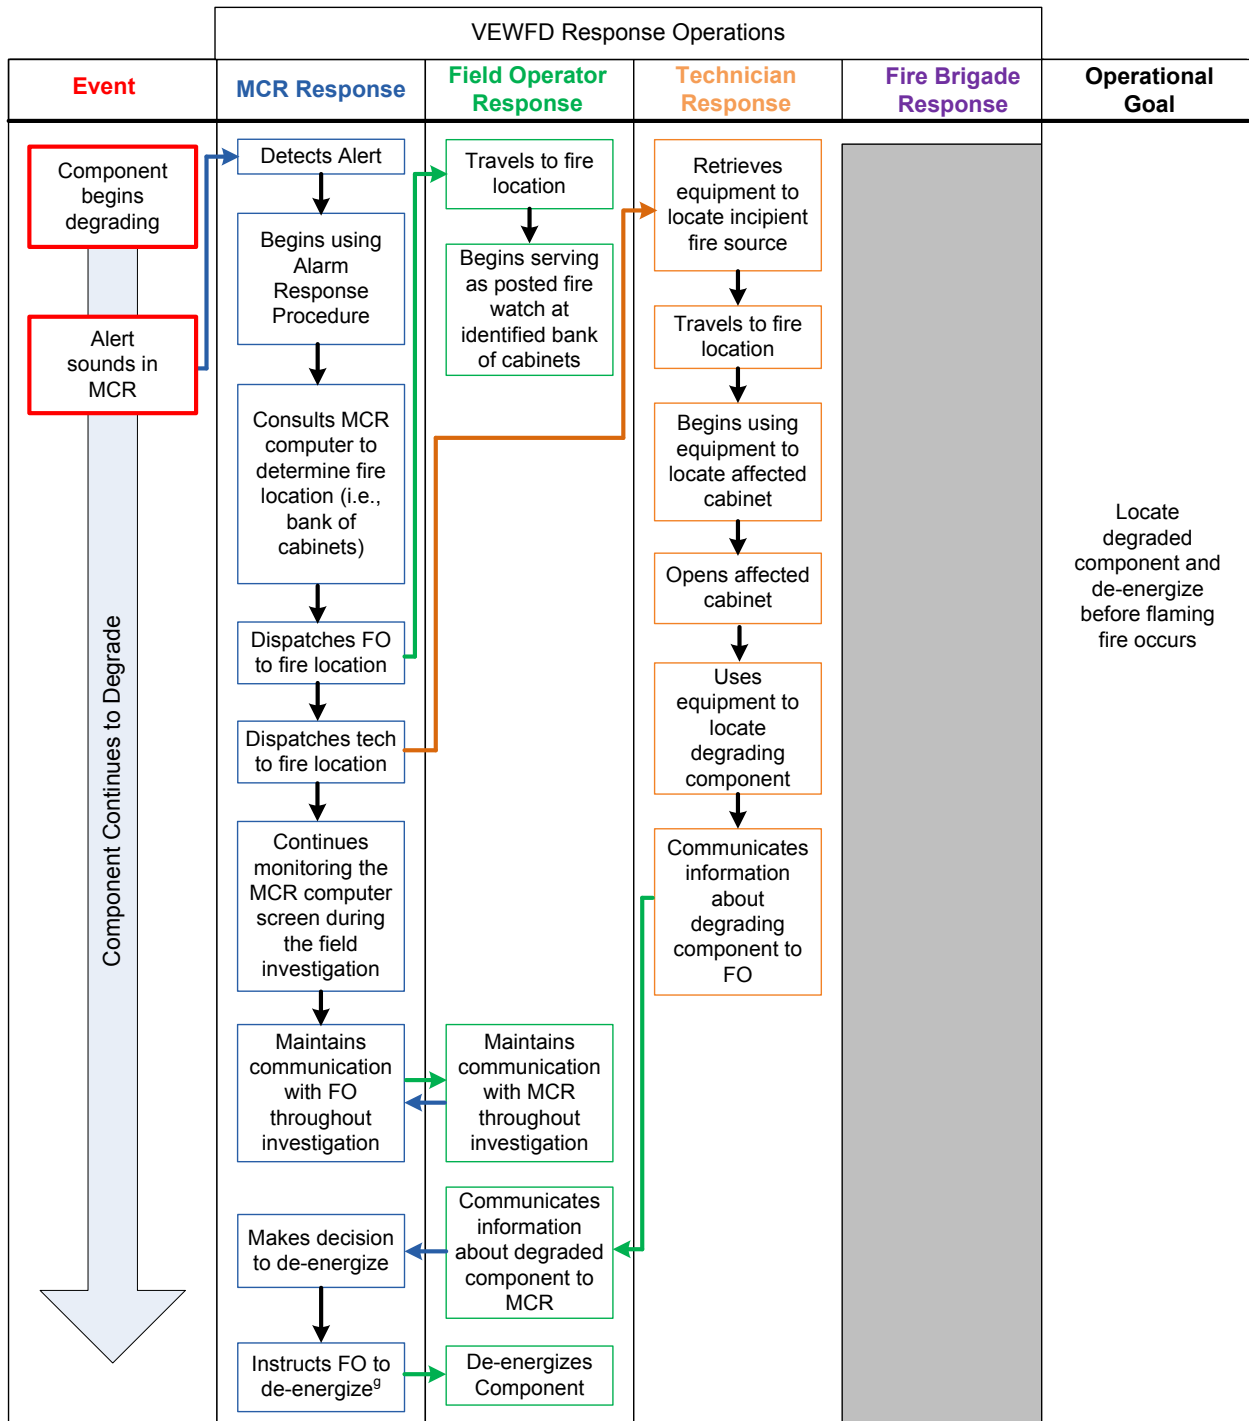 VEWFD Response Operations
Event
MCR Response
Field Operator
Response
Technician
Response
Fire Brigade
Response
Operational
Goal
Component
begins
degrading
Alert
sounds in
MCR
Component Continues to Degrade
Detects Alert
Begins using
Alarm
Response
Procedure
Consults MCR
computer to
determine fire
location (i.e.,
bank of
cabinets)
Dispatches FO
to fire location
Dispatches tech
to fire location
Continues
monitoring the
MCR computer
screen during
the field
investigation
Maintains
communication
with FO
throughout
investigation
Makes decision
to de-energize
Instructs FO to
de-energizeᵍ
Travels to fire
location
Begins serving
as posted fire
watch at
identified bank
of cabinets
Maintains
communication
with MCR
throughout
investigation
Communicates
information
about degraded
component to
MCR
De-energizes
Component
Retrieves
equipment to
locate incipient
fire source
Travels to fire
location
Begins using
equipment to
locate affected
cabinet
Opens affected
cabinet
Uses
equipment to
locate
degrading
component
Communicates
information
about
degrading
component to
FO
Locate
degraded
component and
de-energize
before flaming
fire occurs